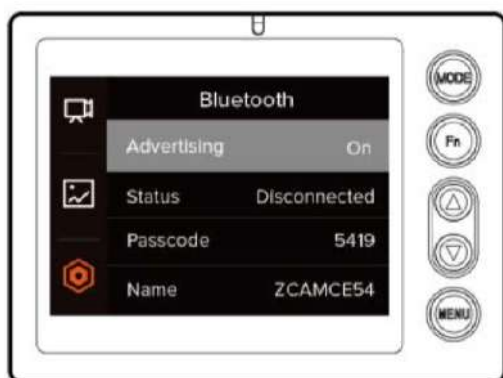 Bluetooth
Advertising On
Status Disconnected
Passcode 5419
Name ZCAMCE54
MODE
Fn
MENU